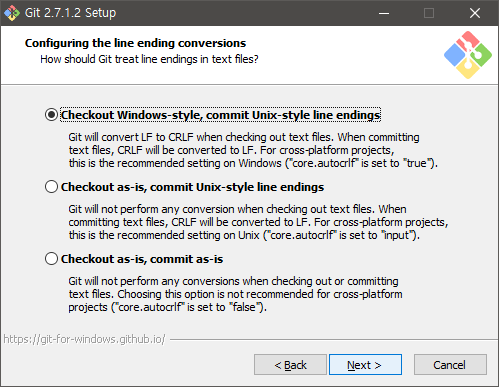 Git 2.7.1.2 Setup
Configuring the line ending conversions
How should Git treat line endings in text files?
Checkout Windows-style, commit Unix-style line endings
Git will convert LF to CRLF when checking out text files. When committing
text files, CRLF will be converted to LF. For cross-platform projects,
this is the recommended setting on Windows ("core.autocrlf" is set to "true").
Checkout as-is, commit Unix-style line endings
Git will not perform any conversion when checking out text files. When
committing text files, CRLF will be converted to LF. For cross-platform projects,
this is the recommended setting on Unix ("core.autocrlf" is set to "input").
Checkout as-is, commit as-is
Git will not perform any conversions when checking out or committing
text files. Choosing this option is not recommended for cross-platform
projects ("core.autocrlf" is set to "false").
https://git-for-windows.github.io/
< Back
Next >
Cancel